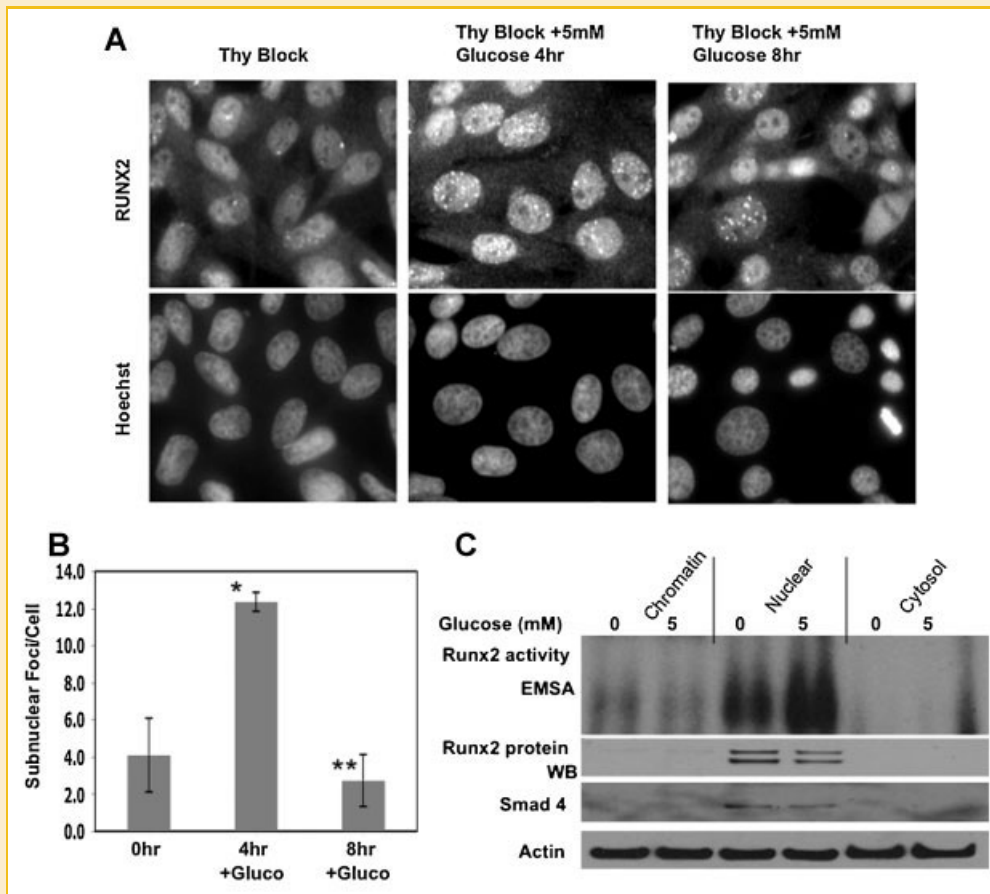 A
Thy Block
Thy Block +5mM
Glucose 4hr
Thy Block +5mM
Glucose 8hr
RUNX2
Hoechst
B
Subnuclear Foci/Cell
14.0
12.0
10.0
8.0
6.0
4.0
2.0
0.0
*
**
0hr
4hr
+Gluco
8hr
+Gluco
C
Chromatin
Nuclear
Cytosol
Glucose (mM) 0 5 0 5 0 5
Runx2 activity
EMSA
Runx2 protein
WB
Smad 4
Actin